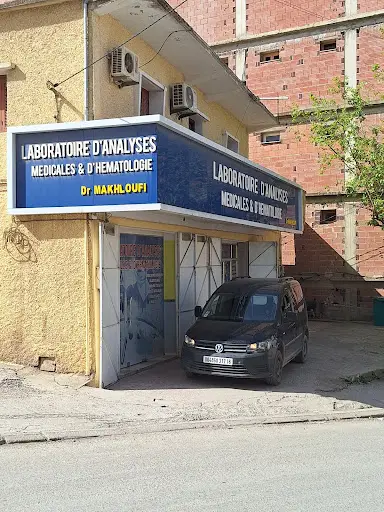 LABORATOIRE D'ANALYSES
MEDICALES & D'HEMATOLOGIE
Dr MAKHLOUFI
LABORATOIRE D'ANALYSES
MEDICALES & D'HEMATOLOGIE